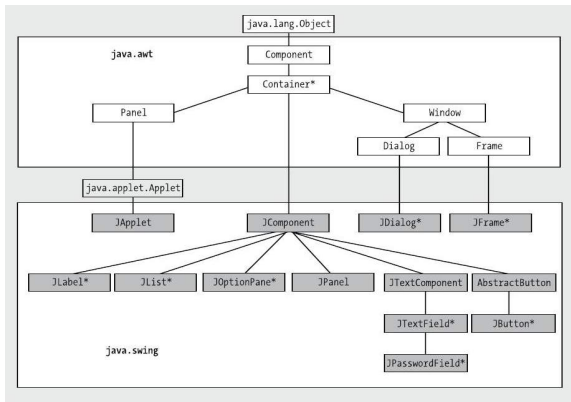 java.lang.Object
java.awt
Component
Container*
Panel
Window
Dialog
Frame
java.applet.Applet
JApplet
JComponent
JDialog*
JFrame*
JLabel*
JList*
JOptionPane*
JPanel
JTextComponent
AbstractButton
JTextField*
JButton*
java.swing
JPasswordField*